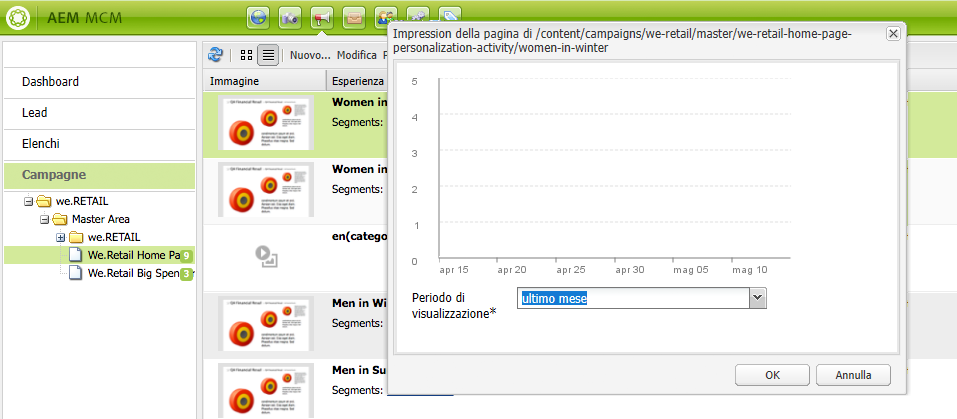 AEM MCM
Dashboard
Lead
Elenchi
Campagne
we.RETAIL
Master Area
we.RETAIL
We.Retail Home Pa 9
We.Retail Big Spen 3
Nuovo... Modifica
Immagine Esperienza
Women in
Segments:
Women in
Segments:
en(catego
Men in Wi
Segments:
Men in Su
Segments:
Impression della pagina di /content/campaigns/we-retail/master/we-retail-home-page-
personalization-activity/women-in-winter
5
4
3
2
1
0
apr 15 apr 20 apr 25 apr 30 mag 05 mag 10
Periodo di
visualizzazione*
ultimo mese
OK Annulla